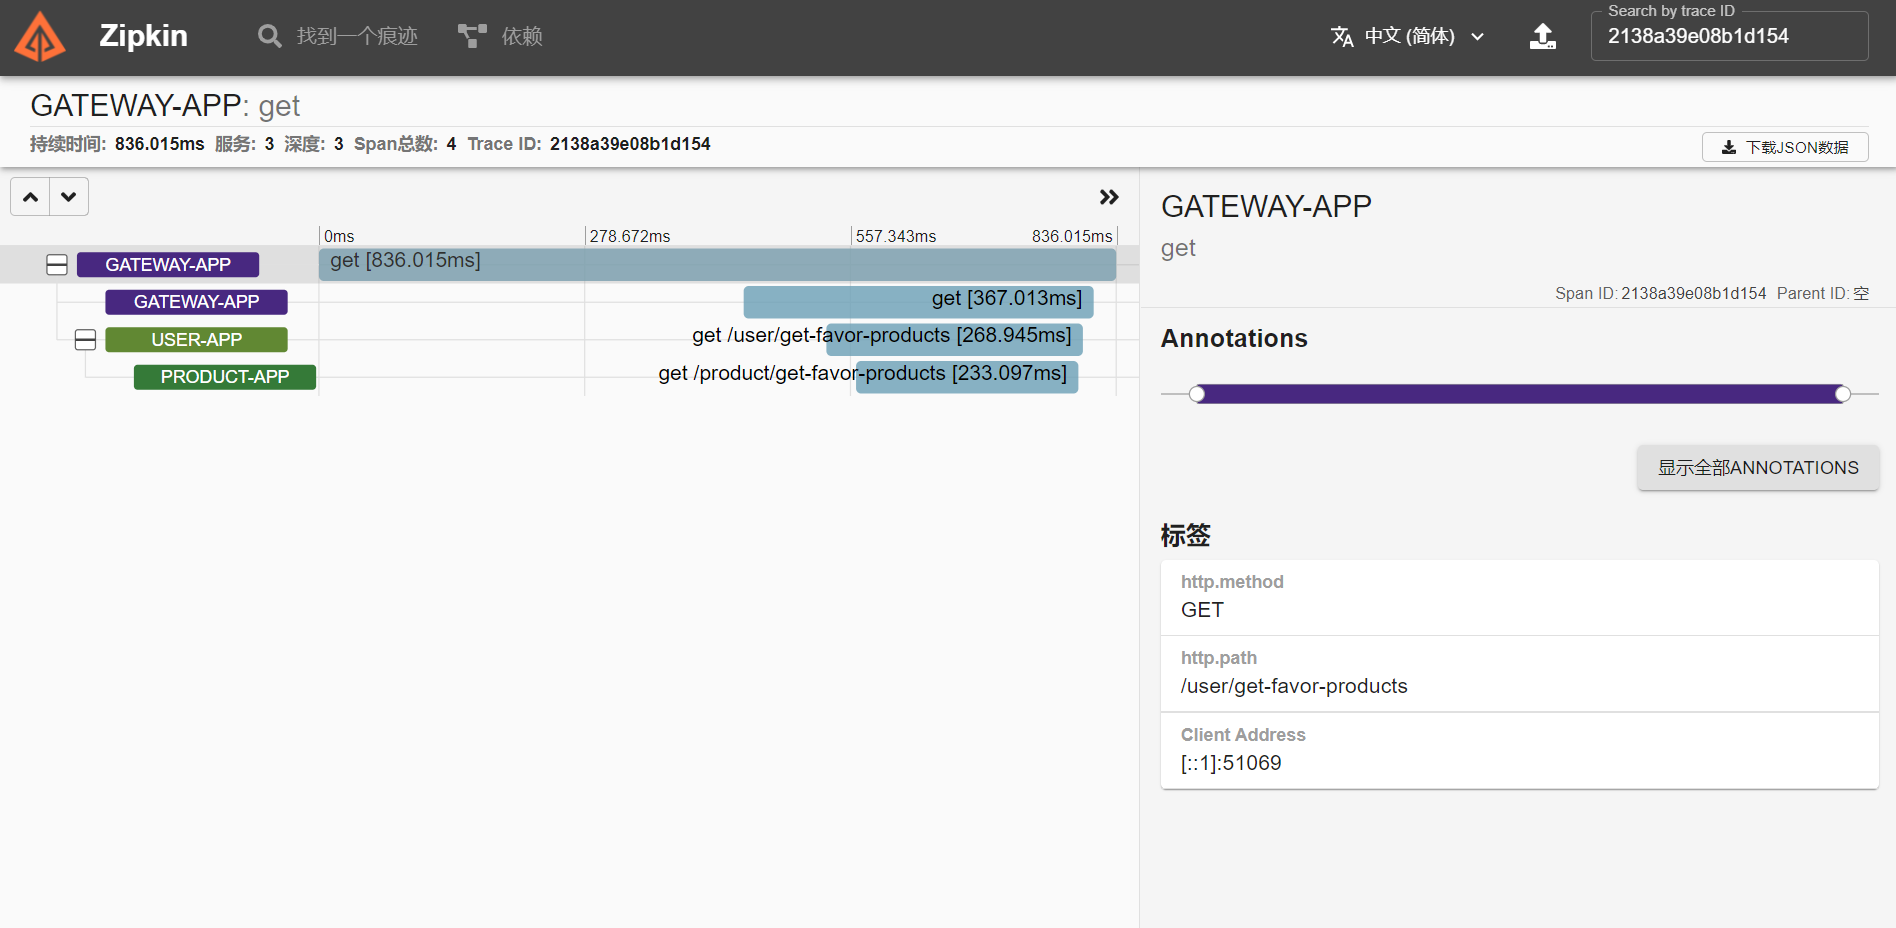 Zipkin
找到一个痕迹
依赖
中文 (简体)
Search by trace ID
2138a39e08b1d154
GATEWAY-APP: get
持续时间: 836.015ms 服务: 3 深度: 3 Span总数: 4 Trace ID: 2138a39e08b1d154
下载JSON数据
0ms
278.672ms
557.343ms
836.015ms
GATEWAY-APP
get [836.015ms]
GATEWAY-APP
get [367.013ms]
USER-APP
get /user/get-favor-products [268.945ms]
PRODUCT-APP
get /product/get-favor-products [233.097ms]
GATEWAY-APP
get
Span ID: 2138a39e08b1d154 Parent ID: 空
Annotations
显示全部ANNOTATIONS
标签
http.method
GET
http.path
/user/get-favor-products
Client Address
[::1]:51069